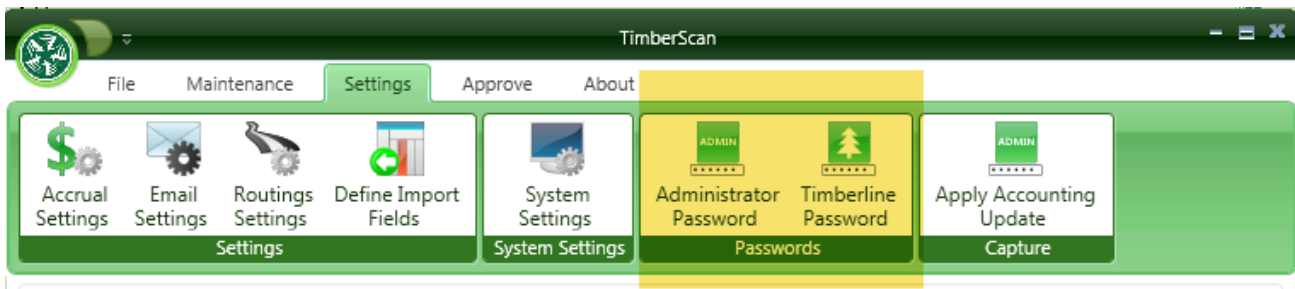 TimberScan
File Maintenance Settings Approve About
ADMIN ADMIN
Accrual Settings Email Settings Routings Settings Define Import Fields System Settings Administrator Password Timberline Password Apply Accounting Update
Settings System Settings Passwords Capture